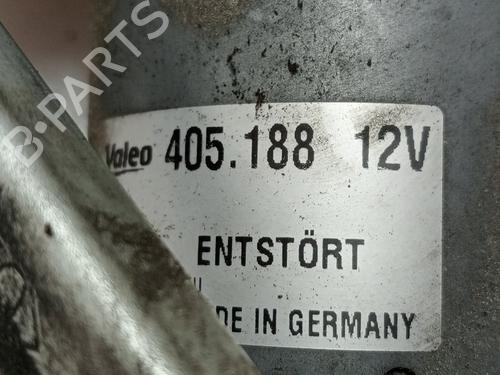 B-PARTS
Valeo 405.188 12V
ENTSTÖRT
DE IN GERMANY